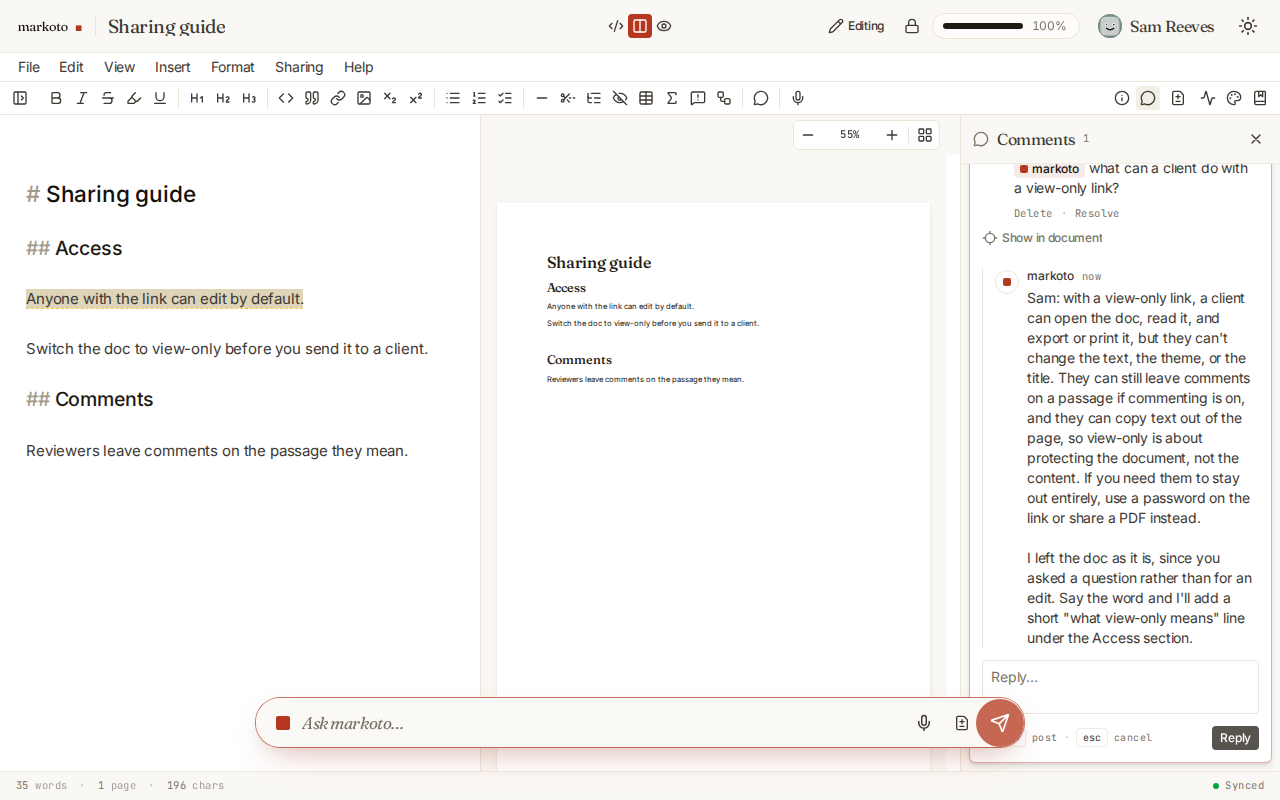 markoto
Sharing guide
Editing
100%
Sam Reeves
File Edit View Insert Format Sharing Help
H1 H2 H3
55%
# Sharing guide
## Access
Anyone with the link can edit by default.
Switch the doc to view-only before you send it to a client.
## Comments
Reviewers leave comments on the passage they mean.
Sharing guide
Access
Anyone with the link can edit by default.
Switch the doc to view-only before you send it to a client.
Comments
Reviewers leave comments on the passage they mean.
Comments 1
markoto what can a client do with
a view-only link?
Delete · Resolve
Show in document
markoto now
Sam: with a view-only link, a client
can open the doc, read it, and
export or print it, but they can't
change the text, the theme, or the
title. They can still leave comments
on a passage if commenting is on,
and they can copy text out of the
page, so view-only is about
protecting the document, not the
content. If you need them to stay
out entirely, use a password on the
link or share a PDF instead.
I left the doc as it is, since you
asked a question rather than for an
edit. Say the word and I'll add a
short "what view-only means" line
under the Access section.
Reply...
post · esc cancel
Reply
Ask markoto...
35 words · 1 page · 196 chars
Synced